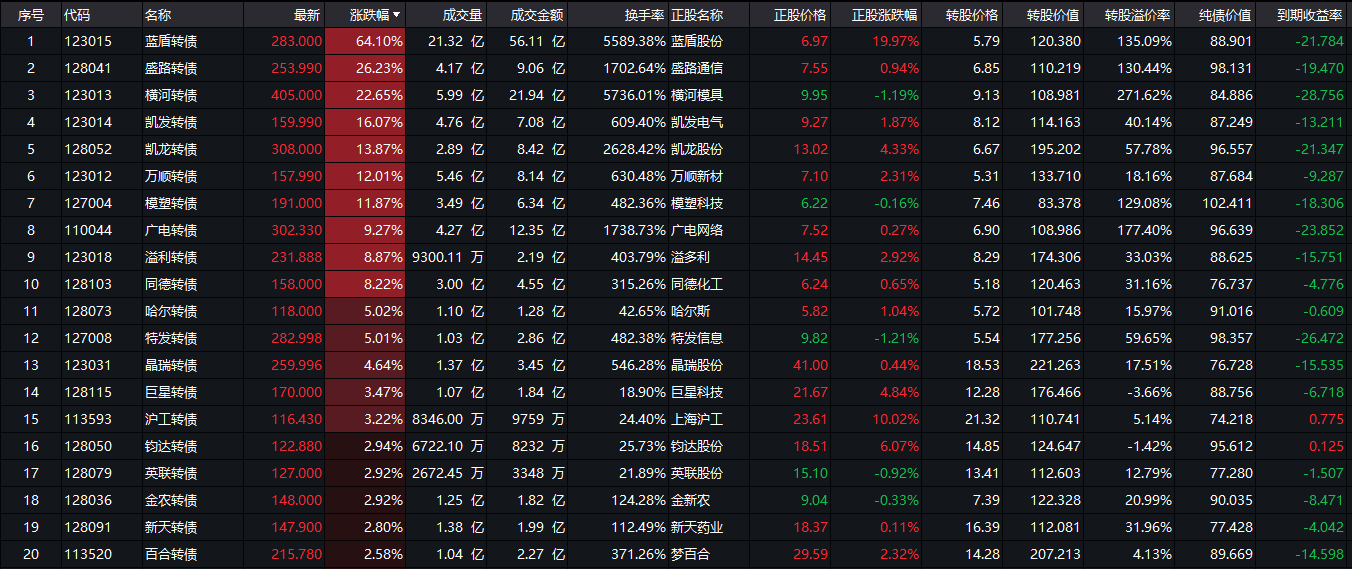 序号 代码 名称 最新 涨跌幅 成交量 成交金额 换手率 正股名称 正股价格 正股涨跌幅 转股价格 转股价值 转股溢价率 纯债价值 到期收益率
1 123015 蓝盾转债 283.000 64.10% 21.32 亿 56.11 亿 5589.38% 蓝盾股份 6.97 19.97% 5.79 120.380 135.09% 88.901 -21.784
2 128041 盛路转债 253.990 26.23% 4.17 亿 9.06 亿 1702.64% 盛路通信 7.55 0.94% 6.85 110.219 130.44% 98.131 -19.470
3 123013 横河转债 405.000 22.65% 5.99 亿 21.94 亿 5736.01% 横河模具 9.95 -1.19% 9.13 108.981 271.62% 84.886 -28.756
4 123014 凯发转债 159.990 16.07% 4.76 亿 7.08 亿 609.40% 凯发电气 9.27 1.87% 8.12 114.163 40.14% 87.249 -13.211
5 128052 凯龙转债 308.000 13.87% 2.89 亿 8.42 亿 2628.42% 凯龙股份 13.02 4.33% 6.67 195.202 57.78% 96.557 -21.347
6 123012 万顺转债 157.990 12.01% 5.46 亿 8.14 亿 630.48% 万顺新材 7.10 2.31% 5.31 133.710 18.16% 87.684 -9.287
7 127004 模塑转债 191.000 11.87% 3.49 亿 6.34 亿 482.36% 模塑科技 6.22 -0.16% 7.46 83.378 129.08% 102.411 -18.306
8 110044 广电转债 302.330 9.27% 4.27 亿 12.35 亿 1738.73% 广电网络 7.52 0.27% 6.90 108.986 177.40% 96.639 -23.852
9 123018 溢利转债 231.888 8.87% 9300.11 万 2.19 亿 403.79% 溢多利 14.45 2.92% 8.29 174.306 33.03% 88.625 -15.751
10 128103 同德转债 158.000 8.22% 3.00 亿 4.55 亿 315.26% 同德化工 6.24 0.65% 5.18 120.463 31.16% 76.737 -4.776
11 128073 哈尔转债 118.000 5.02% 1.10 亿 1.28 亿 42.65% 哈尔斯 5.82 1.04% 5.72 101.748 15.97% 91.016 -0.609
12 127008 特发转债 282.998 5.01% 1.03 亿 2.86 亿 482.38% 特发信息 9.82 -1.21% 5.54 177.256 59.65% 98.357 -26.472
13 123031 晶瑞转债 259.996 4.64% 1.37 亿 3.45 亿 546.28% 晶瑞股份 41.00 0.44% 18.53 221.263 17.51% 76.728 -15.535
14 128115 巨星转债 170.000 3.47% 1.07 亿 1.84 亿 18.90% 巨星科技 21.67 4.84% 12.28 176.466 -3.66% 88.756 -6.718
15 113593 沪工转债 116.430 3.22% 8346.00 万 9759 万 24.40% 上海沪工 23.61 10.02% 21.32 110.741 5.14% 74.218 0.775
16 128050 钧达转债 122.880 2.94% 6722.10 万 8232 万 25.73% 钧达股份 18.51 6.07% 14.85 124.647 -1.42% 95.612 0.125
17 128079 英联转债 127.000 2.92% 2672.45 万 3348 万 21.89% 英联股份 15.10 -0.92% 13.41 112.603 12.79% 77.280 -1.507
18 128036 金农转债 148.000 2.92% 1.25 亿 1.82 亿 124.28% 金新农 9.04 -0.33% 7.39 122.328 20.99% 90.035 -8.471
19 128091 新天转债 147.900 2.80% 1.38 亿 1.99 亿 112.49% 新天药业 18.37 0.11% 16.39 112.081 31.96% 77.428 -4.042
20 113520 百合转债 215.780 2.58% 1.04 亿 2.27 亿 371.26% 梦百合 29.59 2.32% 14.28 207.213 4.13% 89.669 -14.598